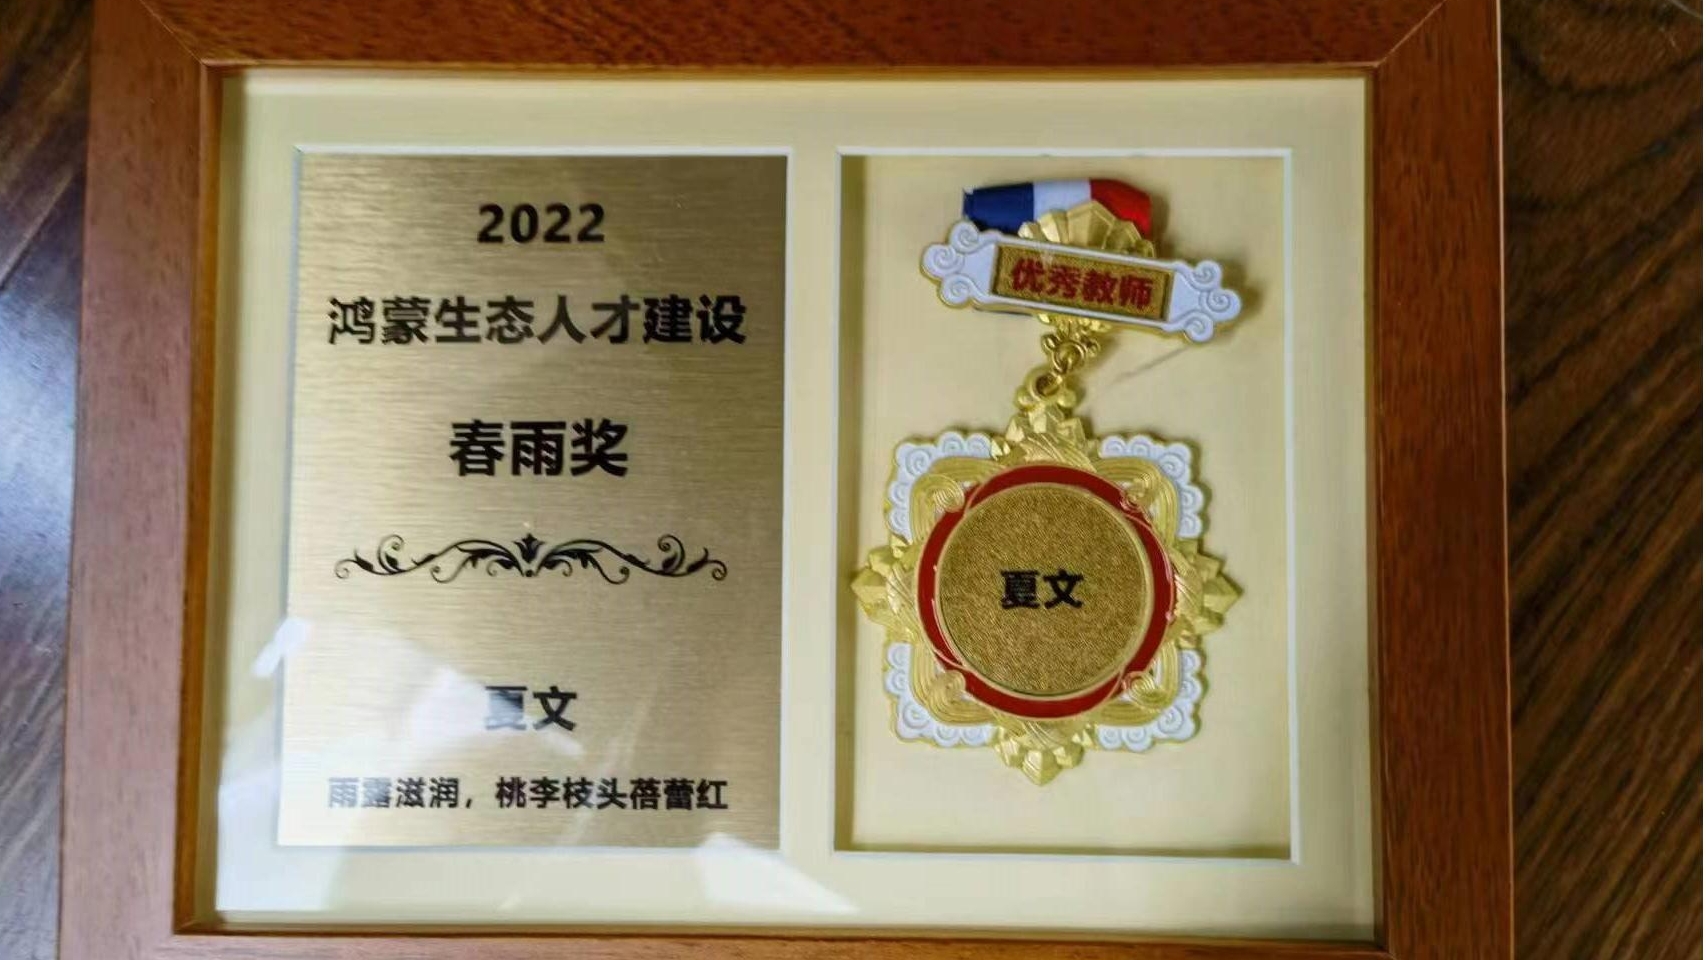 2022
鸿蒙生态人才建设
春雨奖
夏文
雨露滋润，桃李枝头蓓蕾红
优秀教师
夏文